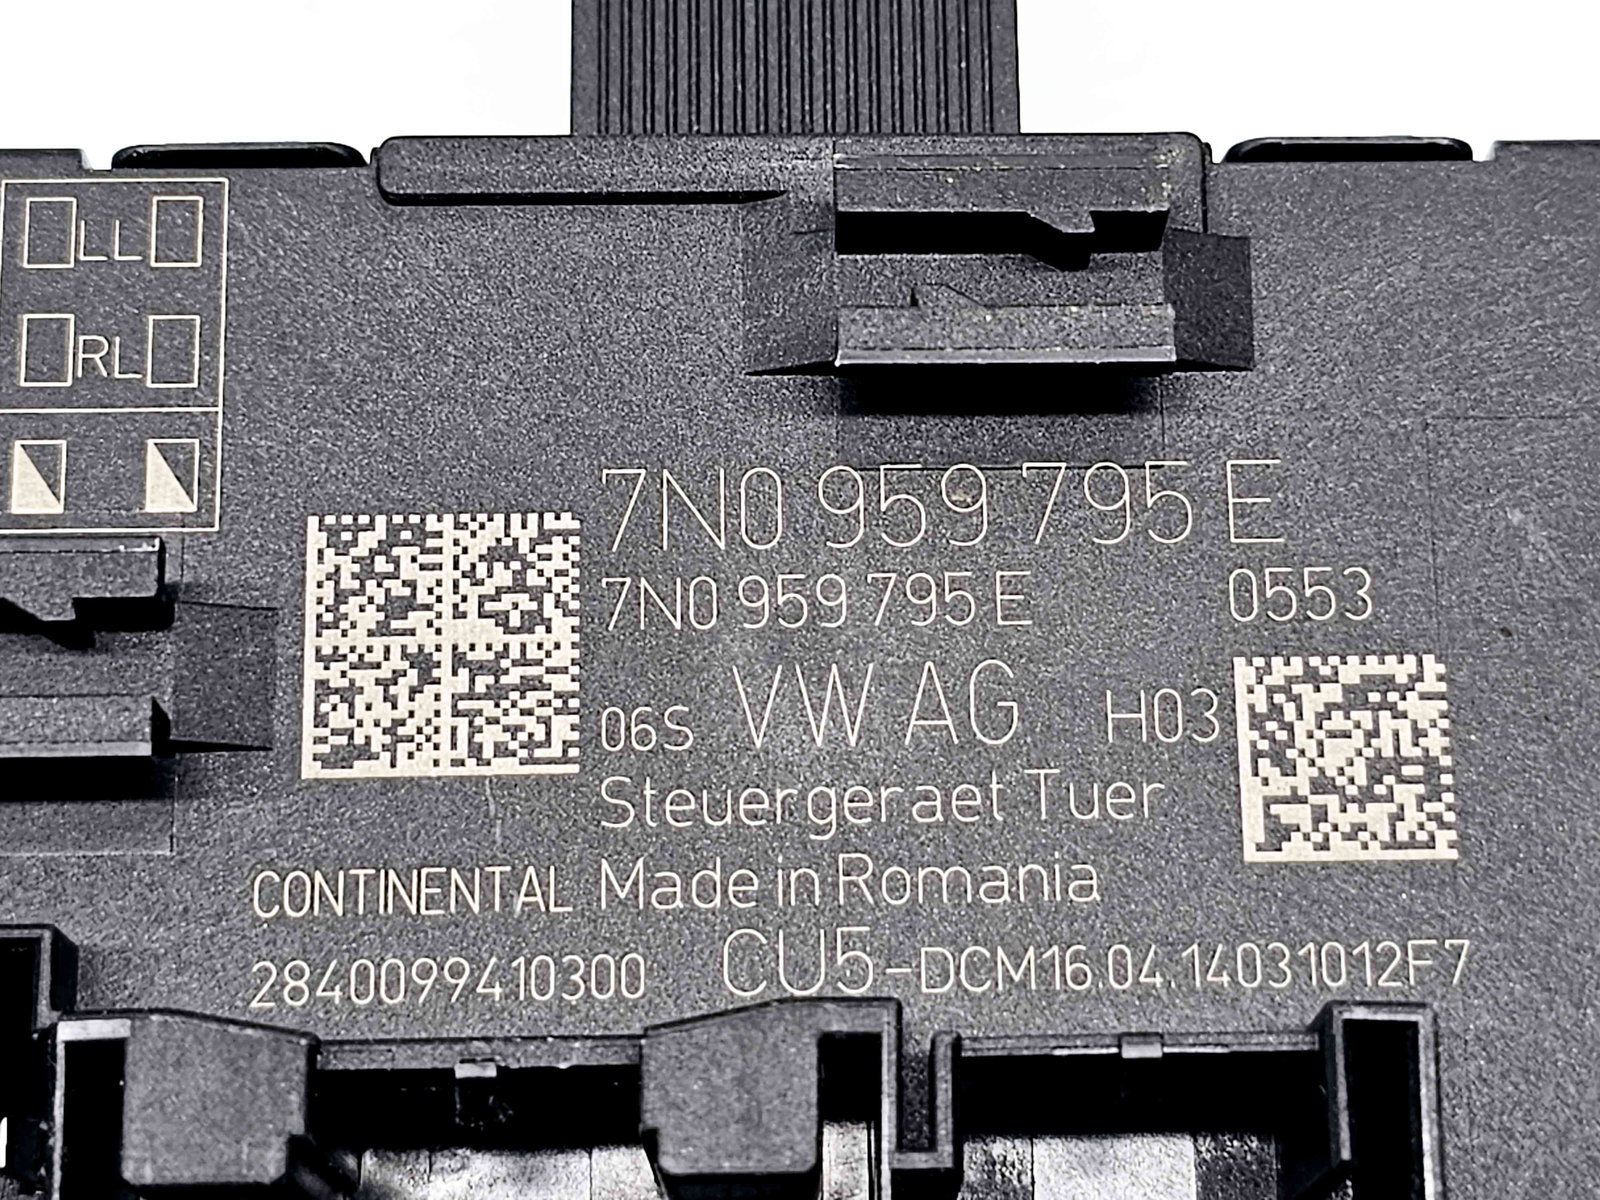 LL
RL
7N0 959 795 E
7N0 959 795 E 0553
06S VW AG H03
Steuergeraet Tuer
CONTINENTAL Made in Romania
2840099410300 CU5-DCM16.04.14031012F7